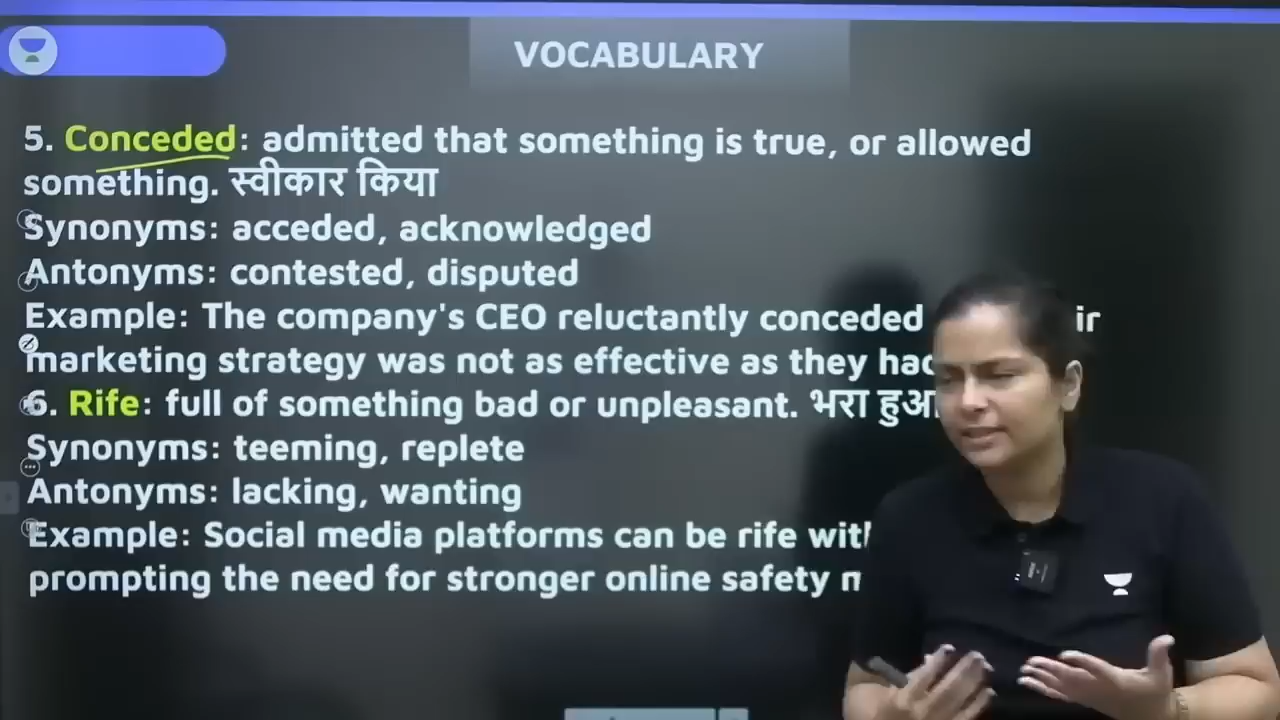 VOCABULARY
5. Conceded: admitted that something is true, or allowed
something. स्वीकार किया
Synonyms: acceded, acknowledged
Antonyms: contested, disputed
Example: The company's CEO reluctantly conceded
marketing strategy was not as effective as they
6. Rife: full of something bad or unpleasant. भरा हुआ
Synonyms: teeming, replete
Antonyms: lacking, wanting
Example: Social media platforms can be rife with
prompting the need for stronger online safety